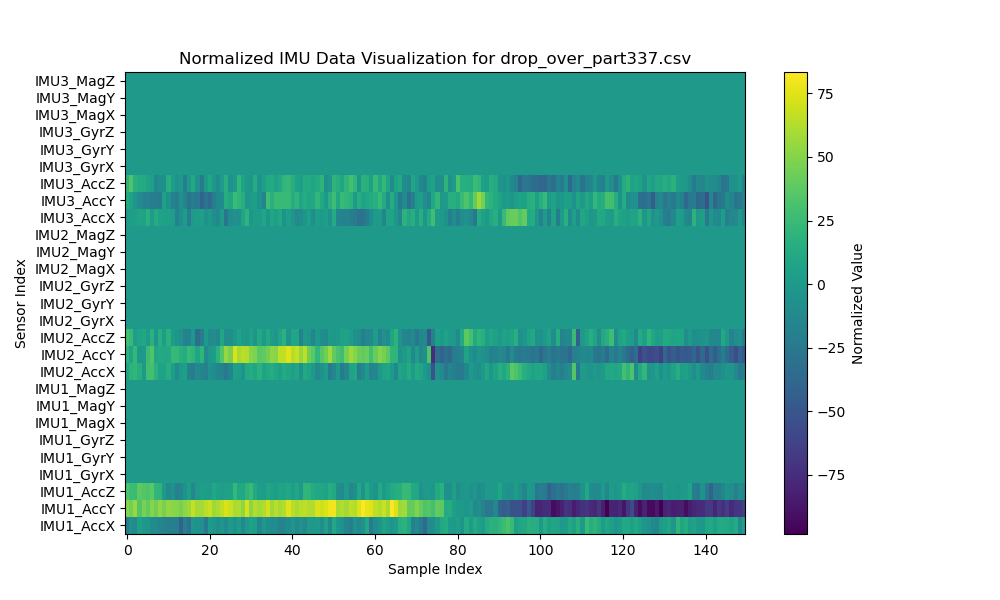 Normalized IMU Data Visualization for drop_over_part337.csv
IMU3_MagZ
IMU3_MagY
IMU3_MagX
IMU3_GyrZ
IMU3_GyrY
IMU3_GyrX
IMU3_AccZ
IMU3_AccY
IMU3_AccX
IMU2_MagZ
IMU2_MagY
IMU2_MagX
IMU2_GyrZ
IMU2_GyrY
IMU2_GyrX
IMU2_AccZ
IMU2_AccY
IMU2_AccX
IMU1_MagZ
IMU1_MagY
IMU1_MagX
IMU1_GyrZ
IMU1_GyrY
IMU1_GyrX
IMU1_AccZ
IMU1_AccY
IMU1_AccX
Sensor Index
0 20 40 60 80 100 120 140
Sample Index
75
50
25
0
−25
−50
−75
Normalized Value